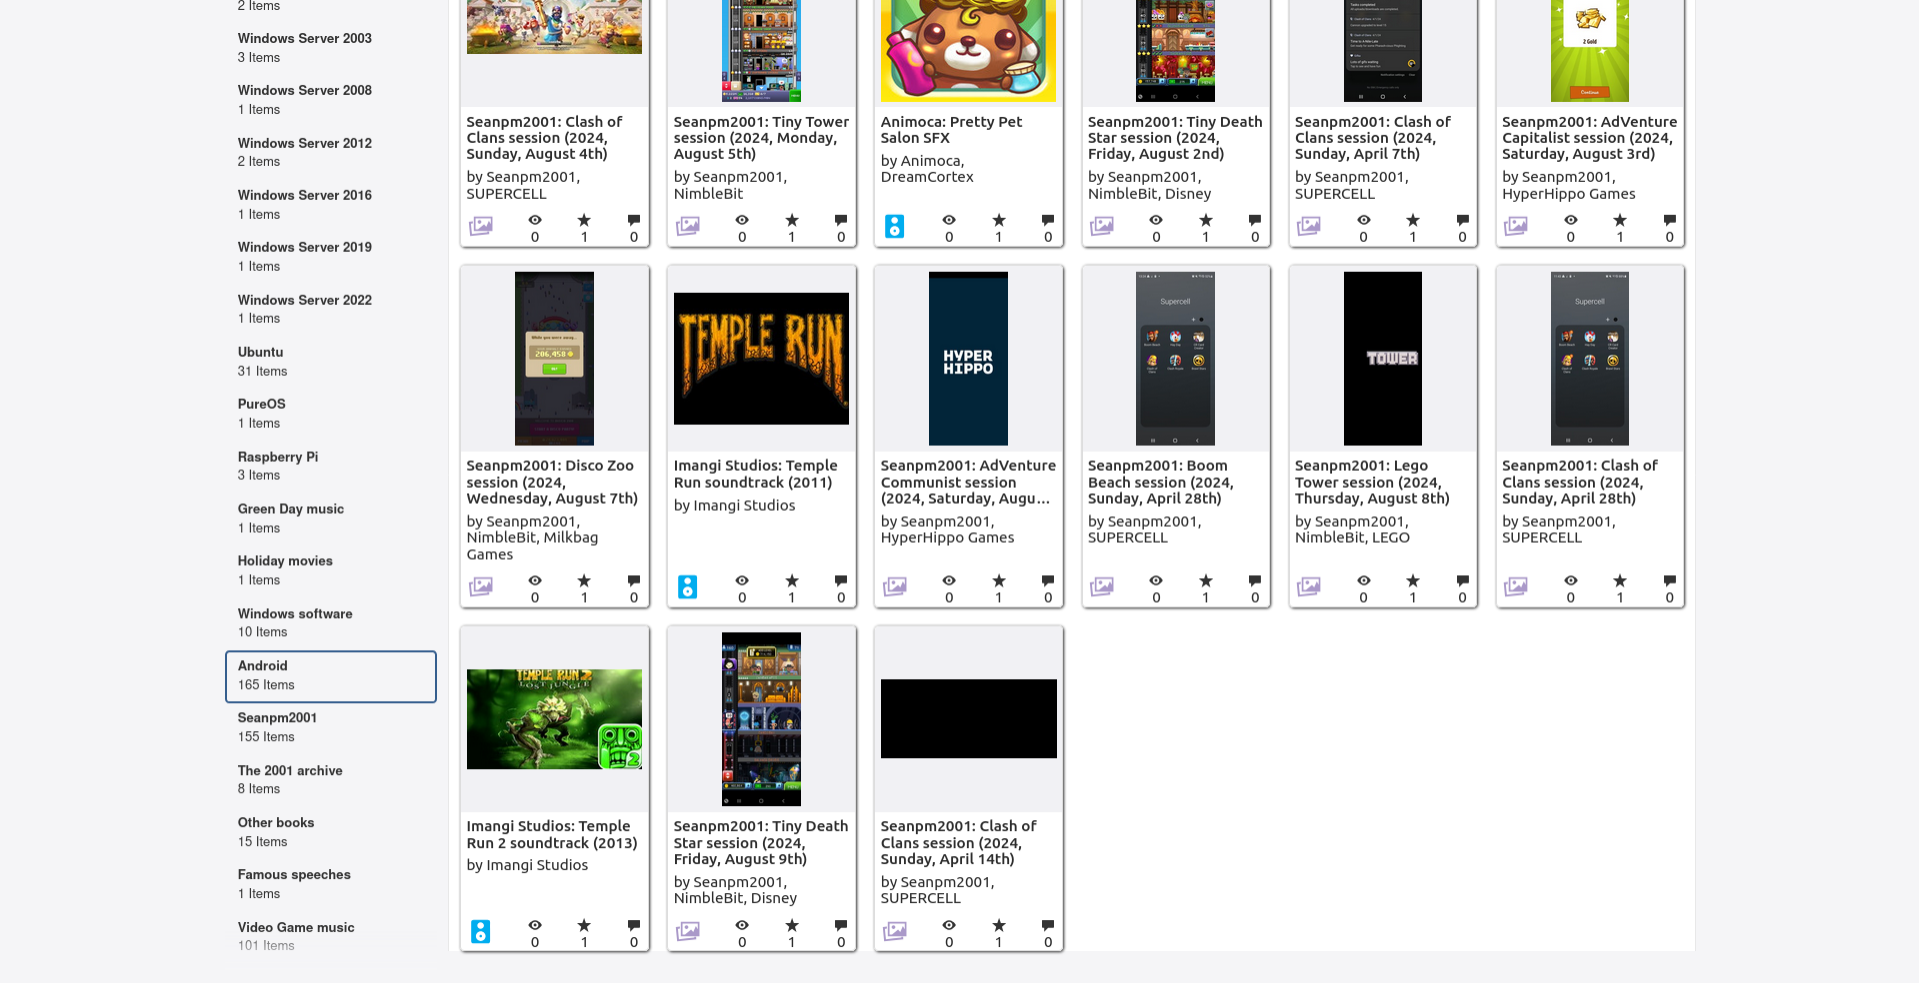 2 Items
Windows Server 2003
3 Items
Windows Server 2008
1 Items
Windows Server 2012
2 Items
Windows Server 2016
1 Items
Windows Server 2019
1 Items
Windows Server 2022
1 Items
Ubuntu
31 Items
PureOS
1 Items
Raspberry Pi
3 Items
Green Day music
1 Items
Holiday movies
1 Items
Windows software
10 Items
Android
165 Items
Seanpm2001
155 Items
The 2001 archive
8 Items
Other books
15 Items
Famous speeches
1 Items
Video Game music
101 Items
Seanpm2001: Clash of
Clans session (2024,
Sunday, August 4th)
by Seanpm2001,
SUPERCELL
0 1 0
Seanpm2001: Tiny Tower
session (2024, Monday,
August 5th)
by Seanpm2001,
NimbleBit
0 1 0
Animoca: Pretty Pet
Salon SFX
by Animoca,
DreamCortex
0 1 0
Seanpm2001: Tiny Death
Star session (2024,
Friday, August 2nd)
by Seanpm2001,
NimbleBit, Disney
0 1 0
Seanpm2001: Clash of
Clans session (2024,
Sunday, April 7th)
by Seanpm2001,
SUPERCELL
0 1 0
2 Gold
Continue
Seanpm2001: AdVenture
Capitalist session (2024,
Saturday, August 3rd)
by Seanpm2001,
HyperHippo Games
0 1 0
While you were away...
206,458
Seanpm2001: Disco Zoo
session (2024,
Wednesday, August 7th)
by Seanpm2001,
NimbleBit, Milkbag
Games
0 1 0
TEMPLE RUN
Imangi Studios: Temple
Run soundtrack (2011)
by Imangi Studios
0 1 0
HYPER
HIPPO
Seanpm2001: AdVenture
Communist session
(2024, Saturday, Augu...
by Seanpm2001,
HyperHippo Games
0 1 0
Supercell
Seanpm2001: Boom
Beach session (2024,
Sunday, April 28th)
by Seanpm2001,
SUPERCELL
0 1 0
TOWER
Seanpm2001: Lego
Tower session (2024,
Thursday, August 8th)
by Seanpm2001,
NimbleBit, LEGO
0 1 0
Supercell
Seanpm2001: Clash of
Clans session (2024,
Sunday, April 28th)
by Seanpm2001,
SUPERCELL
0 1 0
TEMPLE RUN 2
LOST JUNGLE
2
Imangi Studios: Temple
Run 2 soundtrack (2013)
by Imangi Studios
0 1 0
Seanpm2001: Tiny Death
Star session (2024,
Friday, August 9th)
by Seanpm2001,
NimbleBit, Disney
0 1 0
Seanpm2001: Clash of
Clans session (2024,
Sunday, April 14th)
by Seanpm2001,
SUPERCELL
0 1 0